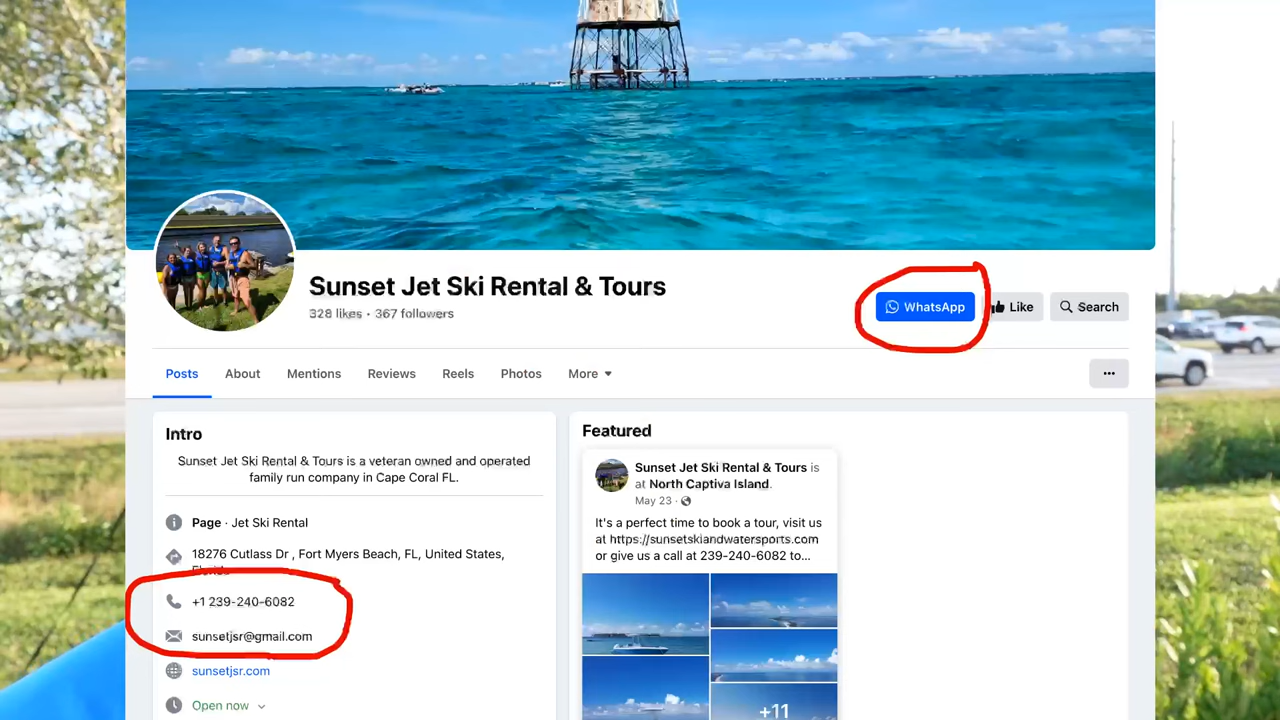 Sunset Jet Ski Rental & Tours
328 likes • 367 followers
WhatsApp
Like
Search
Posts
About
Mentions
Reviews
Reels
Photos
More
Intro
Sunset Jet Ski Rental & Tours is a veteran owned and operated
family run company in Cape Coral FL.
Page · Jet Ski Rental
18276 Cutlass Dr , Fort Myers Beach, FL, United States,
Florida
+1 239-240-6082
sunsetjsr@gmail.com
sunsetjsr.com
Open now
Featured
Sunset Jet Ski Rental & Tours is
at North Captiva Island.
May 23 ·
It's a perfect time to book a tour, visit us
at https://sunsetskiandwatersports.com
or give us a call at 239-240-6082 to...
+11